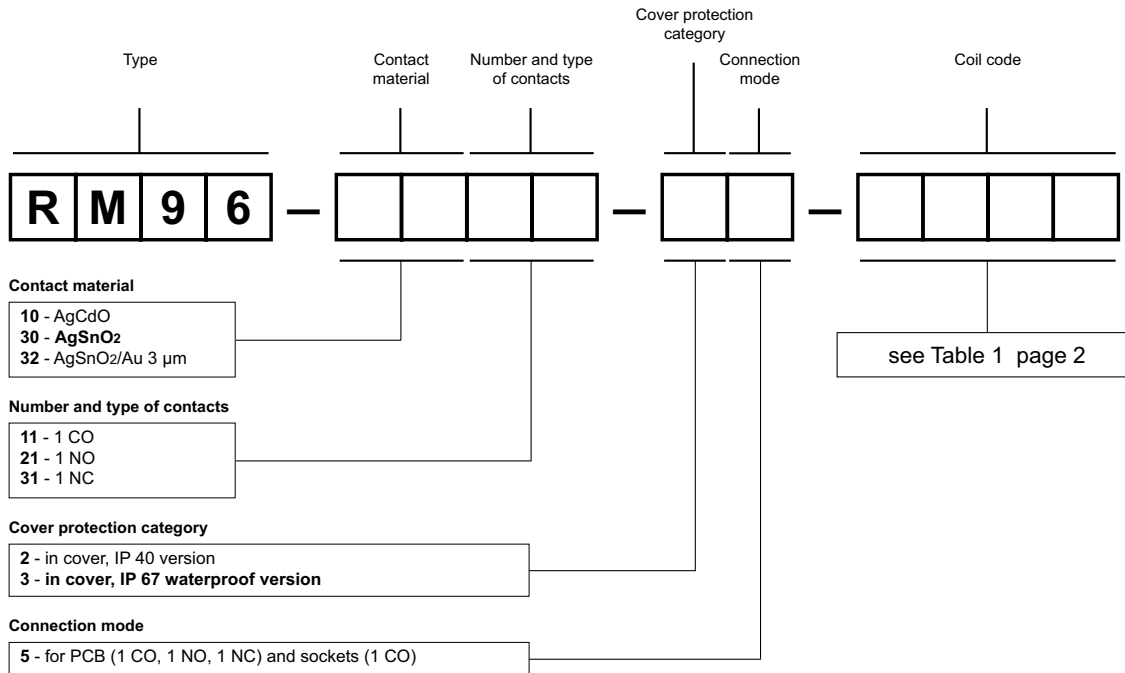 Cover protection
category
Type
Contact
material
Number and type
of contacts
Connection
mode
Coil code
R M 9 6 – – –
Contact material
10 - AgCdO
30 - AgSnO2
32 - AgSnO2/Au 3 µm
see Table 1 page 2
Number and type of contacts
11 - 1 CO
21 - 1 NO
31 - 1 NC
Cover protection category
2 - in cover, IP 40 version
3 - in cover, IP 67 waterproof version
Connection mode
5 - for PCB (1 CO, 1 NO, 1 NC) and sockets (1 CO)